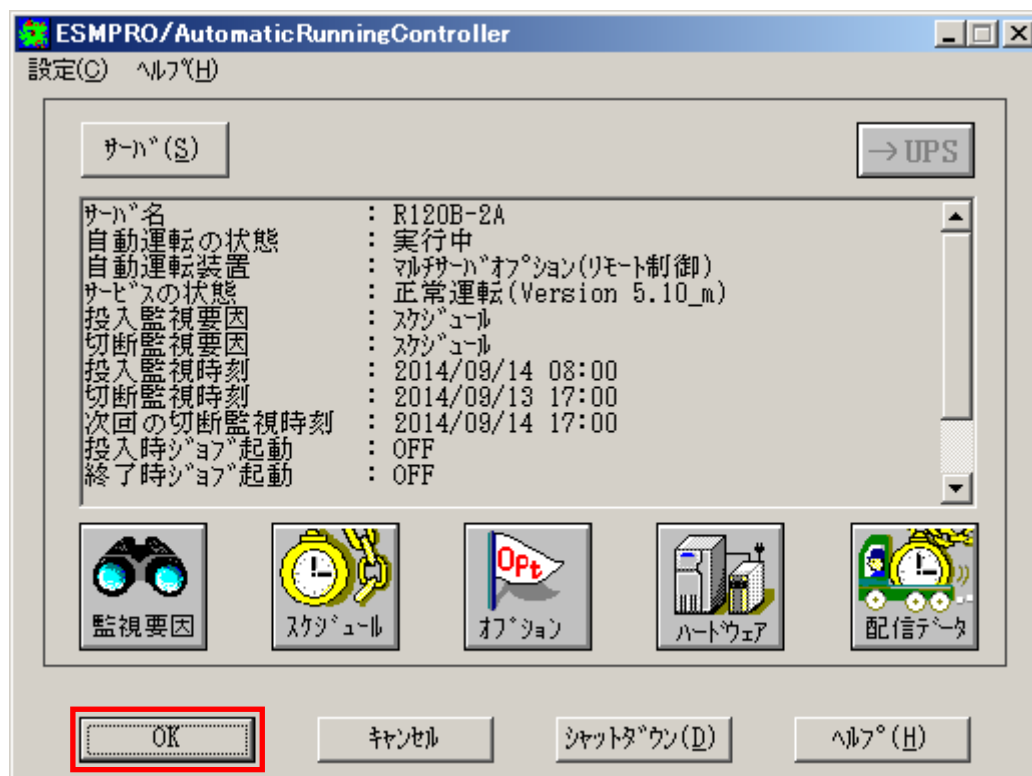 ESMPRO/AutomaticRunningController
設定(C) ﾍﾙﾌﾟ(H)
ｻｰﾊﾞ(S)
→UPS
ｻｰﾊﾞ名 : R120B-2A
自動運転の状態 : 実行中
自動運転装置 : ﾏﾙﾁｻｰﾊﾞｵﾌﾟｼｮﾝ(ﾘﾓｰﾄ制御)
ｻｰﾋﾞｽの状態 : 正常運転(Version 5.10_m)
投入監視要因 : ｽｹｼﾞｭｰﾙ
切断監視要因 : ｽｹｼﾞｭｰﾙ
投入監視時刻 : 2014/09/14 08:00
切断監視時刻 : 2014/09/13 17:00
次回の切断監視時刻 : 2014/09/14 17:00
投入時ｼﾞｮﾌﾞ起動 : OFF
終了時ｼﾞｮﾌﾞ起動 : OFF
OPt
監視要因 ｽｹｼﾞｭｰﾙ ｵﾌﾟｼｮﾝ ﾊｰﾄﾞｳｪｱ 配信ﾃﾞｰﾀ
OK ｷｬﾝｾﾙ ｼｬｯﾄﾀﾞｳﾝ(D) ﾍﾙﾌﾟ(H)